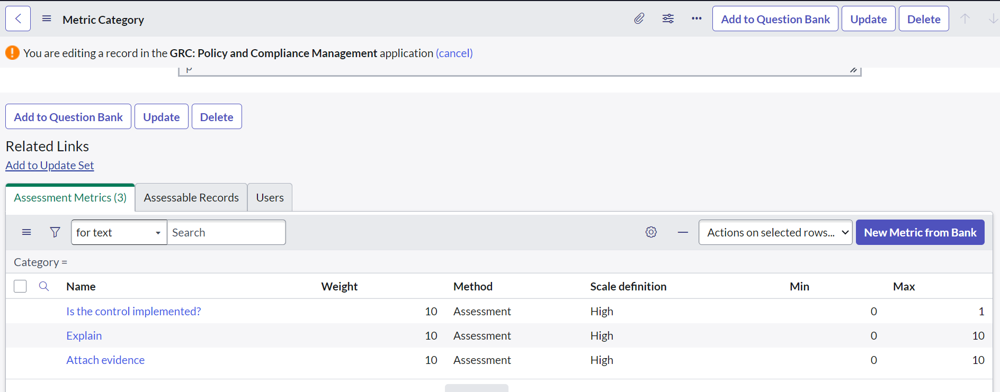 Metric Category
Add to Question Bank Update Delete
You are editing a record in the GRC: Policy and Compliance Management application (cancel)
Add to Question Bank Update Delete
Related Links
Add to Update Set
Assessment Metrics (3) Assessable Records Users
for text Search Actions on selected rows... New Metric from Bank
Category =
Name Weight Method Scale definition Min Max
Is the control implemented? 10 Assessment High 0 1
Explain 10 Assessment High 0 10
Attach evidence 10 Assessment High 0 10